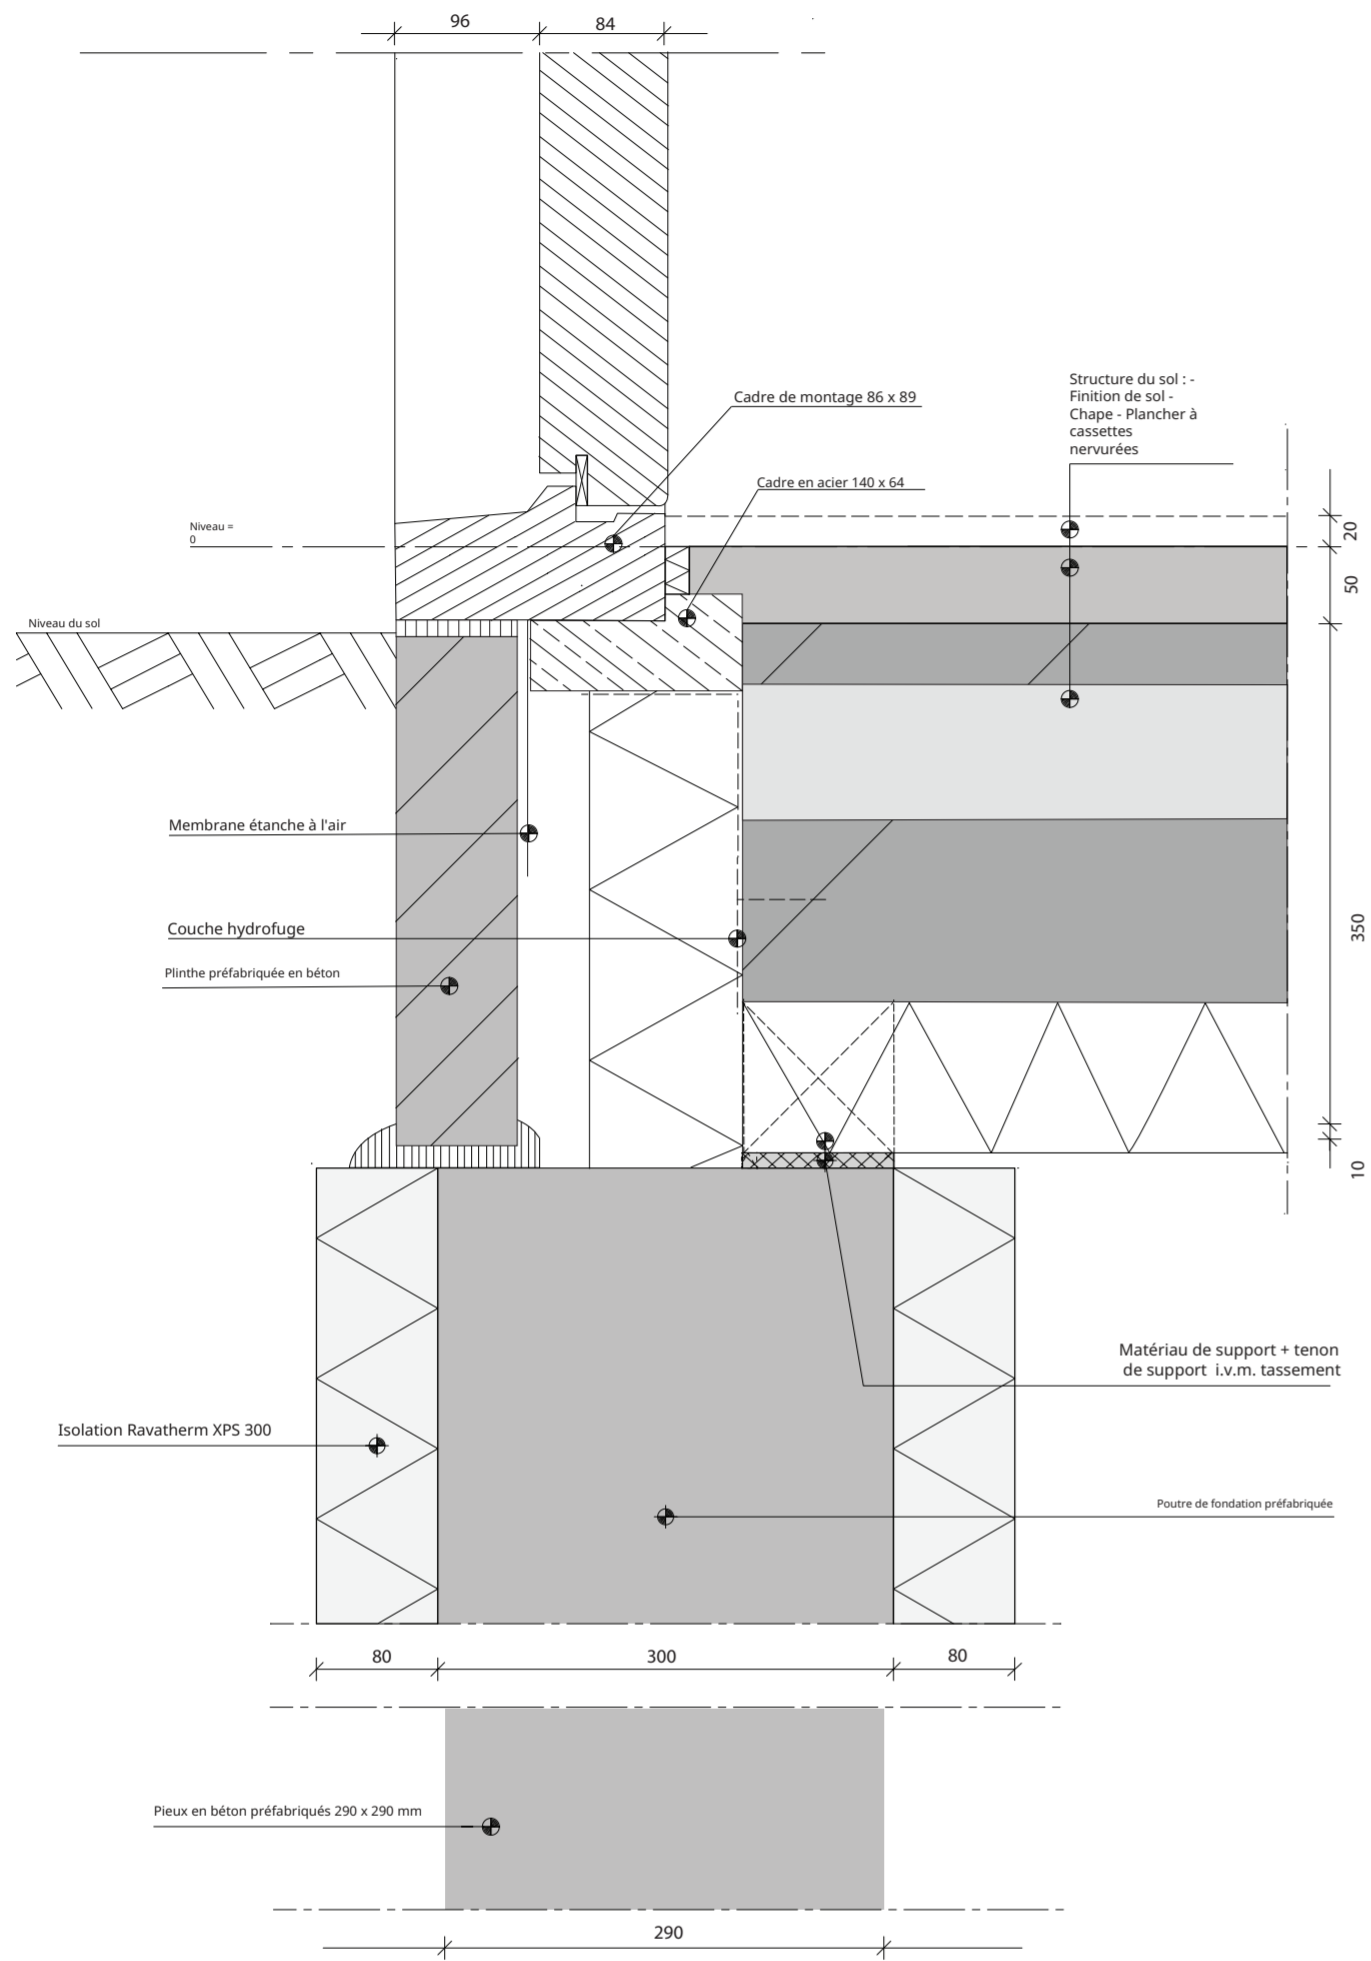 96
84
Structure du sol : -
Finition de sol -
Chape - Plancher à
cassettes
nervurées
Cadre de montage 86 x 89
Cadre en acier 140 x 64
Niveau =
0
20
50
Niveau du sol
Membrane étanche à l'air
Couche hydrofuge
350
Plinthe préfabriquée en béton
10
Matériau de support + tenon
de support i.v.m. tassement
Isolation Ravatherm XPS 300
Poutre de fondation préfabriquée
80
300
80
Pieux en béton préfabriqués 290 x 290 mm
290